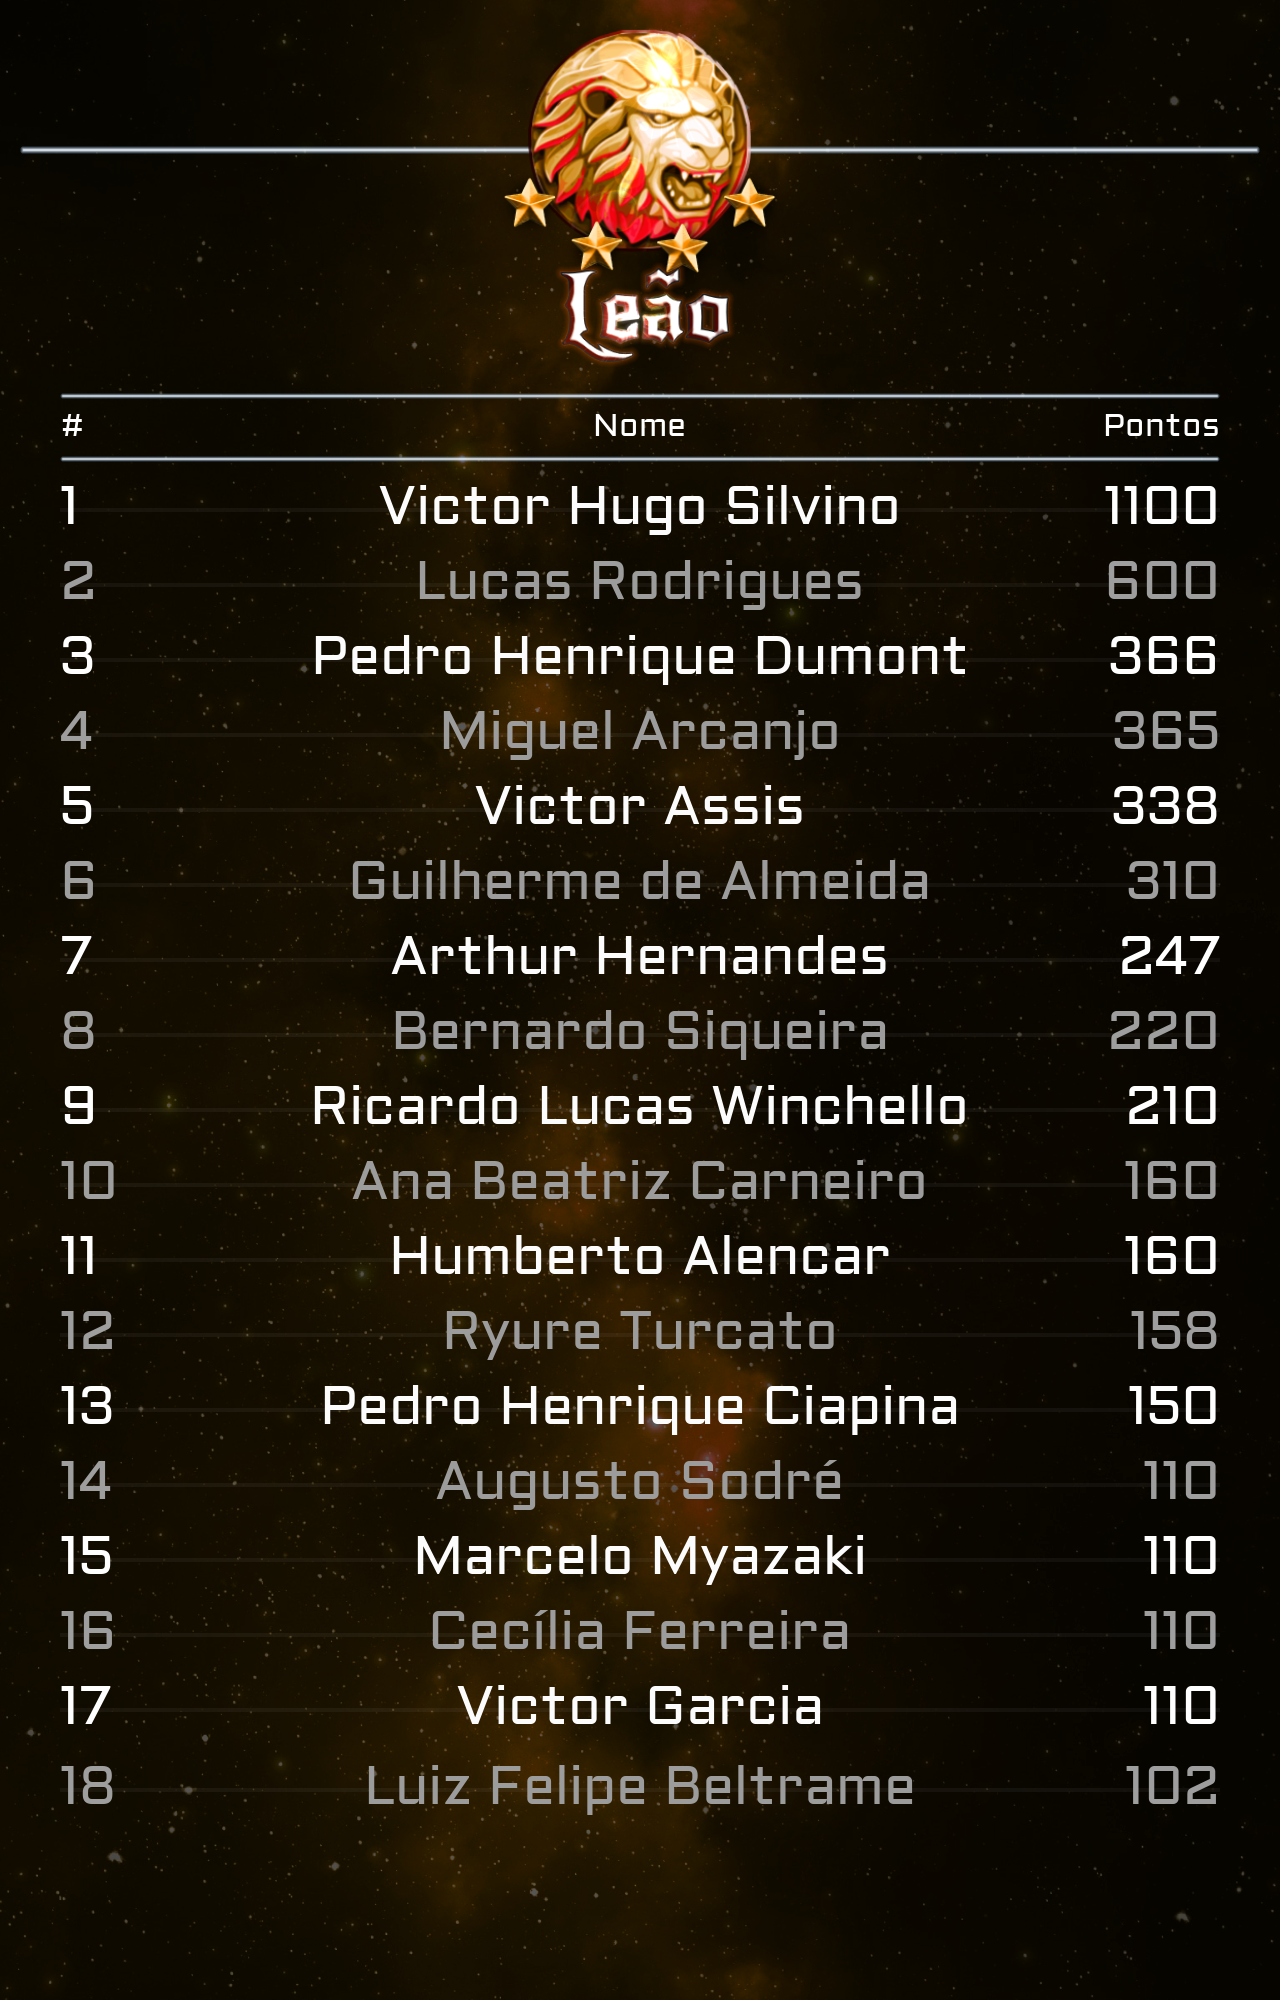 Leão
# Nome Pontos
1 Victor Hugo Silvino 1100
2 Lucas Rodrigues 600
3 Pedro Henrique Dumont 366
4 Miguel Arcanjo 365
5 Victor Assis 338
6 Guilherme de Almeida 310
7 Arthur Hernandes 247
8 Bernardo Siqueira 220
9 Ricardo Lucas Winchello 210
10 Ana Beatriz Carneiro 160
11 Humberto Alencar 160
12 Ryure Turcato 158
13 Pedro Henrique Ciapina 150
14 Augusto Sodré 110
15 Marcelo Myazaki 110
16 Cecília Ferreira 110
17 Victor Garcia 110
18 Luiz Felipe Beltrame 102